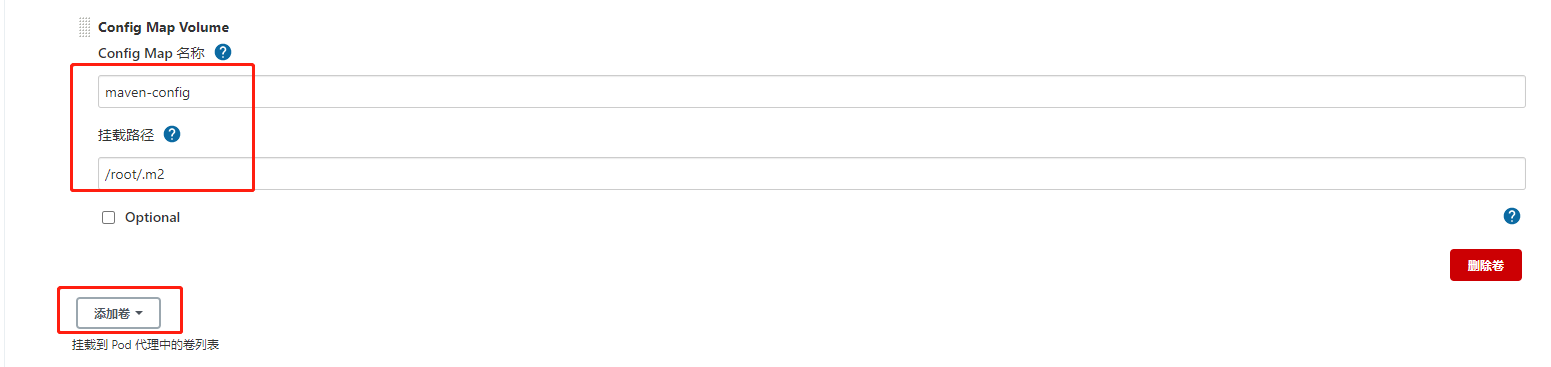 Config Map Volume
Config Map 名称 ?
maven-config
挂载路径 ?
/root/.m2
Optional ?
删除卷
添加卷
挂载到 Pod 代理中的卷列表